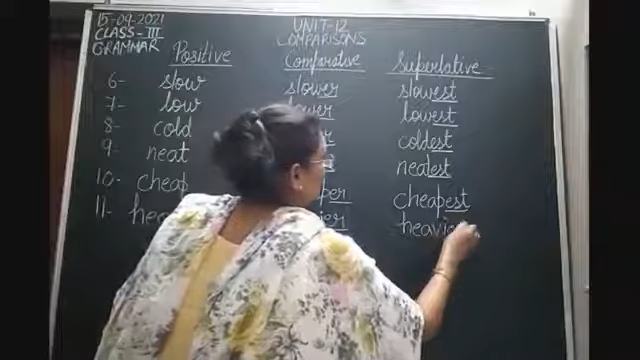 15-09-2021 UNIT-12
CLASS-III COMPARISONS
GRAMMAR Positive Comparative Superlative
6- slow slower slowest
7- low lower lowest
8- cold coldest
9- neat neatest
10- cheap cheapest
11-